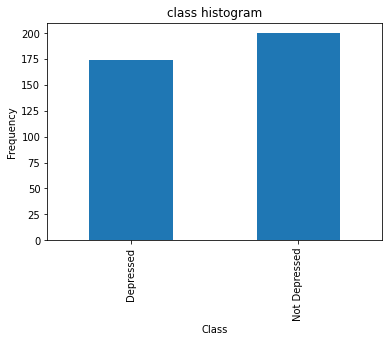 class histogram
Frequency
200
175
150
125
100
75
50
25
0
Depressed
Not Depressed
Class